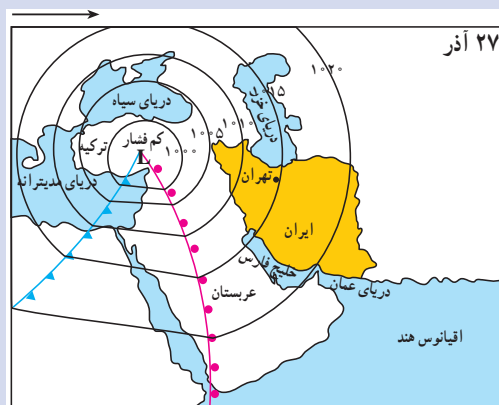 ۲۷ آذر
۱۰۲۰
۱۰۱۵
۱۰۱۰
۱۰۰۵
۱۰۰۰
دریای سیاه
دریای خزر
ترکیه
کم فشار
L
تهران
دریای مدیترانه
ایران
خلیج فارس
عربستان
دریای عمان
اقیانوس هند